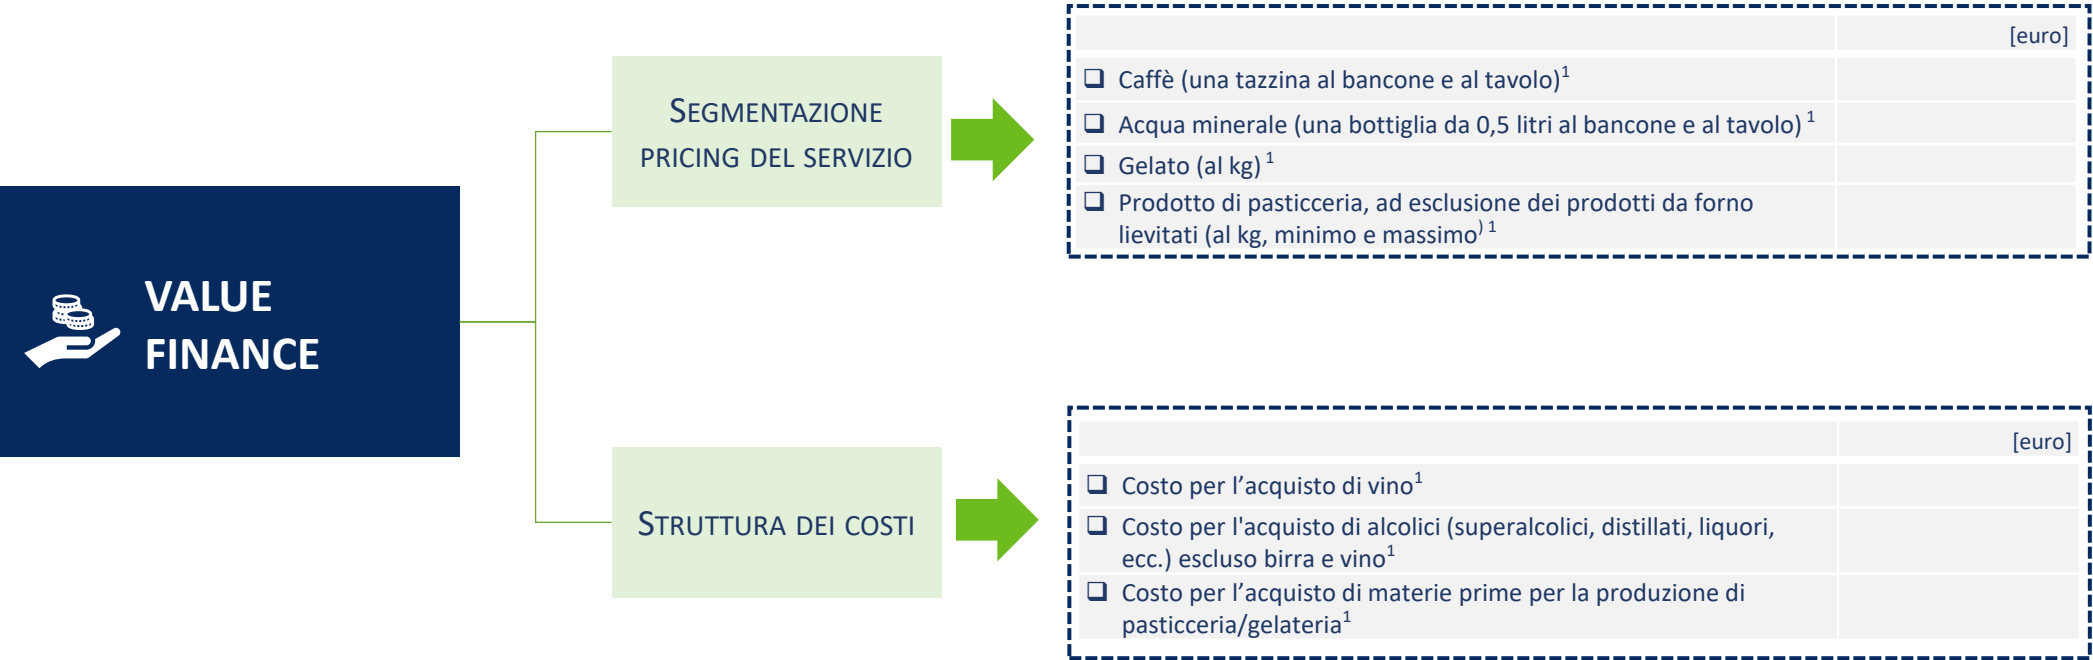 VALUE
FINANCE
SEGMENTAZIONE
PRICING DEL SERVIZIO
[euro]
❑ Caffè (una tazzina al bancone e al tavolo)¹
❑ Acqua minerale (una bottiglia da 0,5 litri al bancone e al tavolo) ¹
❑ Gelato (al kg) ¹
❑ Prodotto di pasticceria, ad esclusione dei prodotti da forno
lievitati (al kg, minimo e massimo⁾ ¹
STRUTTURA DEI COSTI
[euro]
❑ Costo per l’acquisto di vino¹
❑ Costo per l'acquisto di alcolici (superalcolici, distillati, liquori,
ecc.) escluso birra e vino¹
❑ Costo per l’acquisto di materie prime per la produzione di
pasticceria/gelateria¹